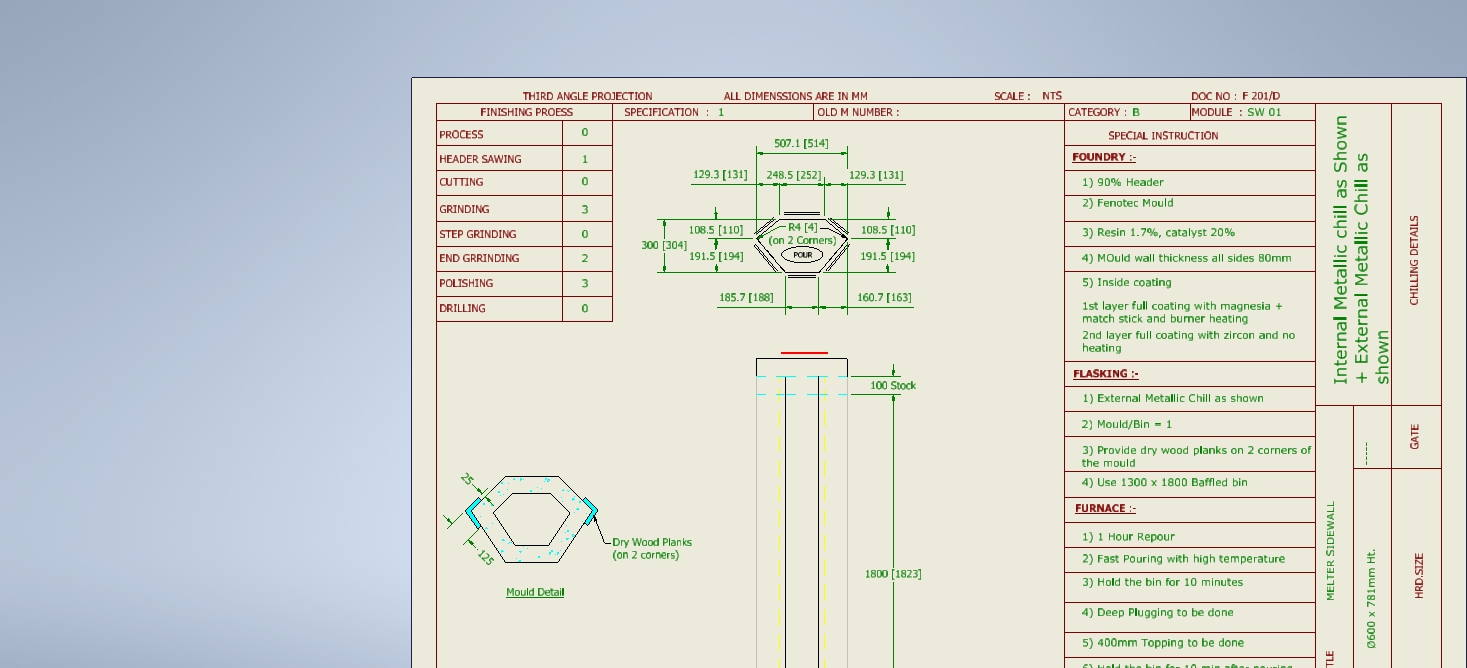 THIRD ANGLE PROJECTION
ALL DIMENSSIONS ARE IN MM
SCALE : NTS
DOC NO : F 201/D
FINISHING PROESS
SPECIFICATION : 1
OLD M NUMBER :
CATEGORY : B
MODULE : SW 01
PROCESS 0
HEADER SAWING 1
CUTTING 0
GRINDING 3
STEP GRINDING 0
END GRRINDING 2
POLISHING 3
DRILLING 0
507.1 [514]
129.3 [131]
248.5 [252]
129.3 [131]
108.5 [110]
R4 [4]
(on 2 Corners)
108.5 [110]
300 [304]
191.5 [194]
POUR
191.5 [194]
185.7 [188]
160.7 [163]
100 Stock
1800 [1823]
25
125
Dry Wood Planks
(on 2 corners)
Mould Detail
SPECIAL INSTRUCTION
FOUNDRY :-
1) 90% Header
2) Fenotec Mould
3) Resin 1.7%, catalyst 20%
4) MOuld wall thickness all sides 80mm
5) Inside coating
1st layer full coating with magnesia +
match stick and burner heating
2nd layer full coating with zircon and no
heating
FLASKING :-
1) External Metallic Chill as shown
2) Mould/Bin = 1
3) Provide dry wood planks on 2 corners of
the mould
4) Use 1300 x 1800 Baffled bin
FURNACE :-
1) 1 Hour Repour
2) Fast Pouring with high temperature
3) Hold the bin for 10 minutes
4) Deep Plugging to be done
5) 400mm Topping to be done
6) Hold the bin for 10 min after pouring
Internal Metallic chill as Shown
+ External Metallic Chill as
shown
CHILLING DETAILS
-----
GATE
MELTER SIDEWALL
TLE
Ø600 x 781mm Ht.
HRD.SIZE